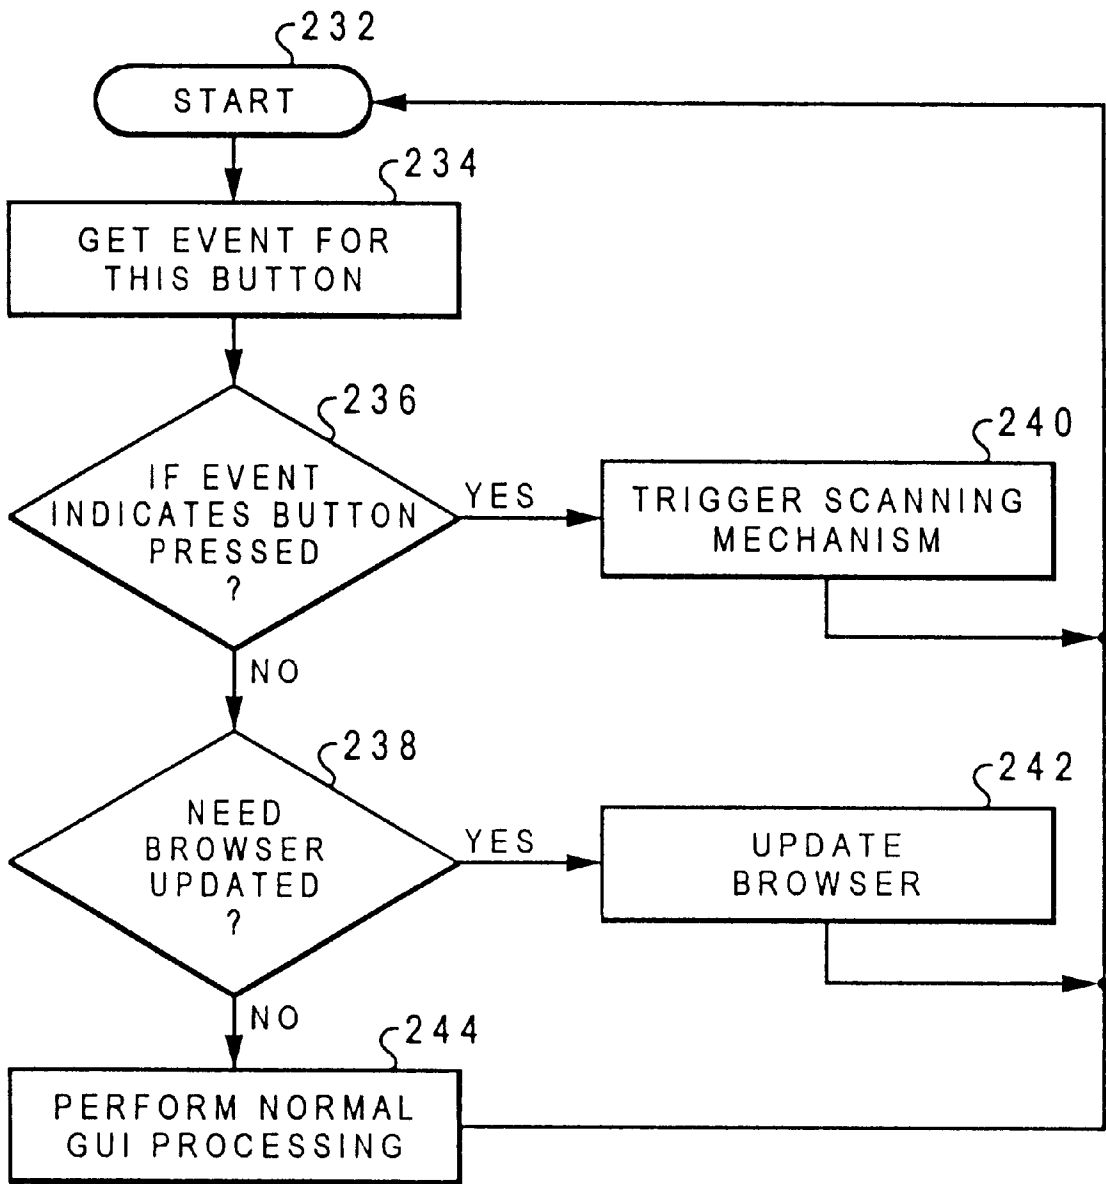 232
START
234
GET EVENT FOR
THIS BUTTON
236
IF EVENT
INDICATES BUTTON
PRESSED
?
YES
240
TRIGGER SCANNING
MECHANISM
NO
238
NEED
BROWSER
UPDATED
?
YES
242
UPDATE
BROWSER
NO
244
PERFORM NORMAL
GUI PROCESSING